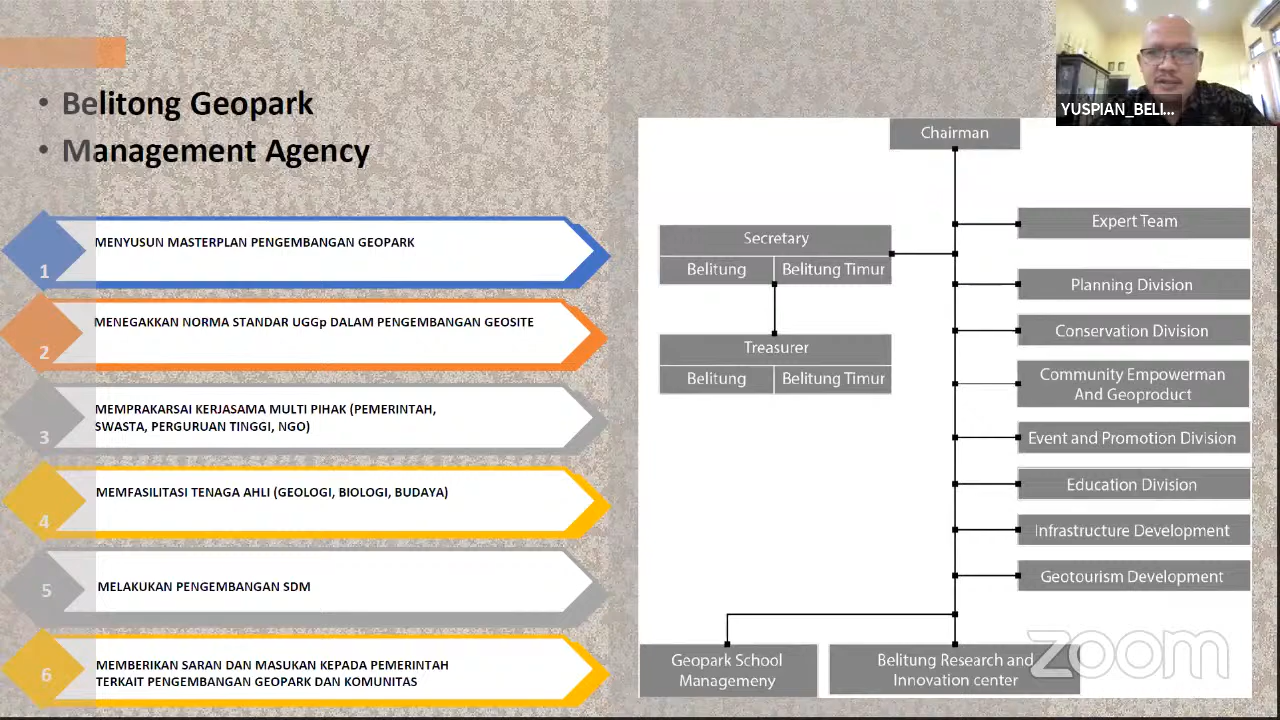 Belitong Geopark
Management Agency
1
MENYUSUN MASTERPLAN PENGEMBANGAN GEOPARK
2
MENEGAKKAN NORMA STANDAR UGGp DALAM PENGEMBANGAN GEOSITE
3
MEMPRAKARSAI KERJASAMA MULTI PIHAK (PEMERINTAH,
SWASTA, PERGURUAN TINGGI, NGO)
4
MEMFASILITASI TENAGA AHLI (GEOLOGI, BIOLOGI, BUDAYA)
5
MELAKUKAN PENGEMBANGAN SDM
6
MEMBERIKAN SARAN DAN MASUKAN KEPADA PEMERINTAH
TERKAIT PENGEMBANGAN GEOPARK DAN KOMUNITAS
YUSPIAN_BELI...
Chairman
Secretary
Belitung
Belitung Timur
Treasurer
Belitung
Belitung Timur
Expert Team
Planning Division
Conservation Division
Community Empowerman
And Geoproduct
Event and Promotion Division
Education Division
Infrastructure Development
Geotourism Development
Geopark School
Managemeny
Belitung Research and
Innovation center
zoom